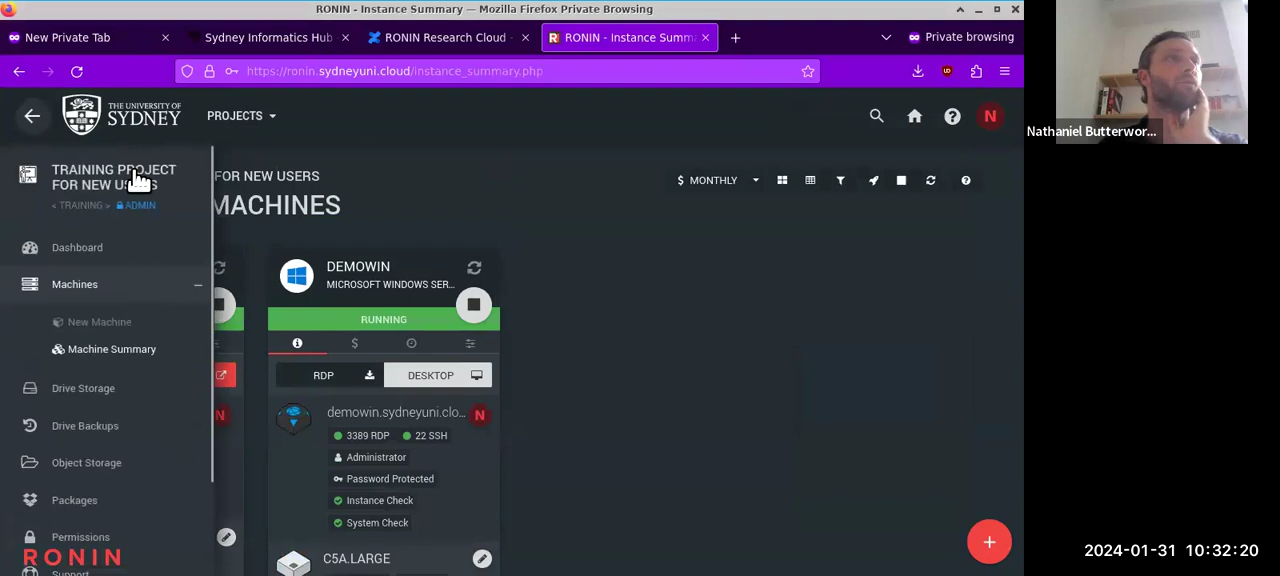 RONIN - Instance Summary — Mozilla Firefox Private Browsing
New Private Tab
Sydney Informatics Hub
RONIN Research Cloud -
RONIN - Instance Summa
Private browsing
https://ronin.sydneyuni.cloud/instance_summary.php
THE UNIVERSITY OF
SYDNEY
PROJECTS
N
Nathaniel Butterwor...
TRAINING PROJECT
FOR NEW USERS
< TRAINING > ADMIN
Dashboard
Machines
New Machine
Machine Summary
Drive Storage
Drive Backups
Object Storage
Packages
Permissions
Support
RONIN
FOR NEW USERS
MACHINES
$ MONTHLY
DEMOWIN
MICROSOFT WINDOWS SER...
RUNNING
RDP
DESKTOP
demowin.sydneyuni.clo...
N
N
3389 RDP
22 SSH
Administrator
Password Protected
Instance Check
System Check
C5A.LARGE
2024-01-31 10:32:20